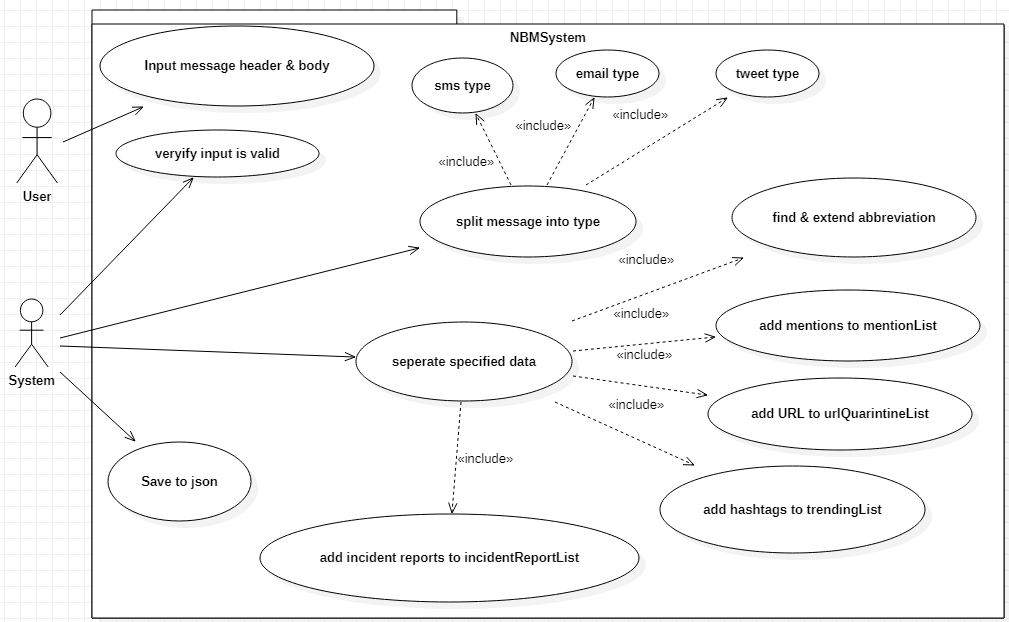 NBMSystem
Input message header & body
sms type
email type
tweet type
«include»
«include»
«include»
User
veryify input is valid
split message into type
find & extend abbreviation
«include»
«include»
add mentions to mentionList
System
seperate specified data
«include»
«include»
add URL to urlQuarintineList
«include»
Save to json
add hashtags to trendingList
add incident reports to incidentReportList